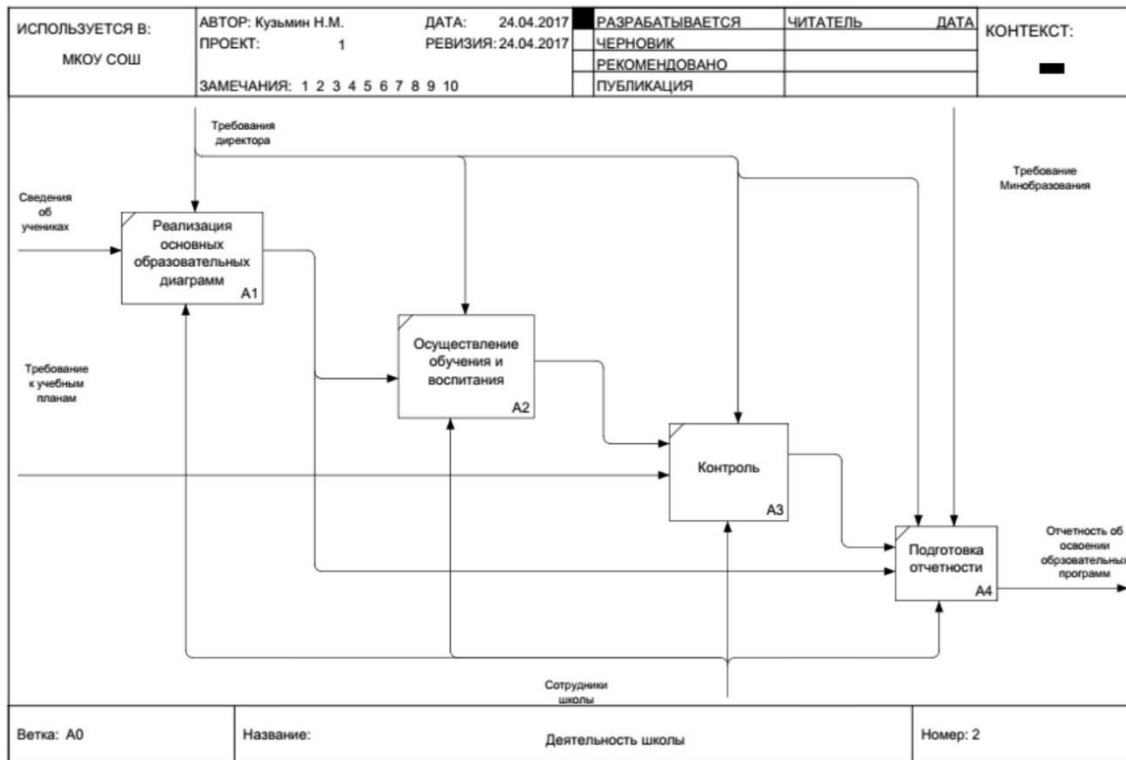 ИСПОЛЬЗУЕТСЯ В:
МКОУ СОШ
АВТОР: Кузьмин Н.М.
ДАТА: 24.04.2017
ПРОЕКТ: 1
РЕВИЗИЯ: 24.04.2017
ЗАМЕЧАНИЯ: 1 2 3 4 5 6 7 8 9 10
РАЗРАБАТЫВАЕТСЯ
ЧЕРНОВИК
РЕКОМЕНДОВАНО
ПУБЛИКАЦИЯ
ЧИТАТЕЛЬ
ДАТА
КОНТЕКСТ:
Требования
директора
Требование
Минобразования
Сведения
об
учениках
Реализация
основных
образовательных
диаграмм
A1
Осуществление
обучения и
воспитания
A2
Требование
к учебным
планам
Контроль
A3
Подготовка
отчетности
A4
Отчетность об
освоении
обрзовательных
программ
Сотрудники
школы
Ветка: A0
Название:
Деятельность школы
Номер: 2